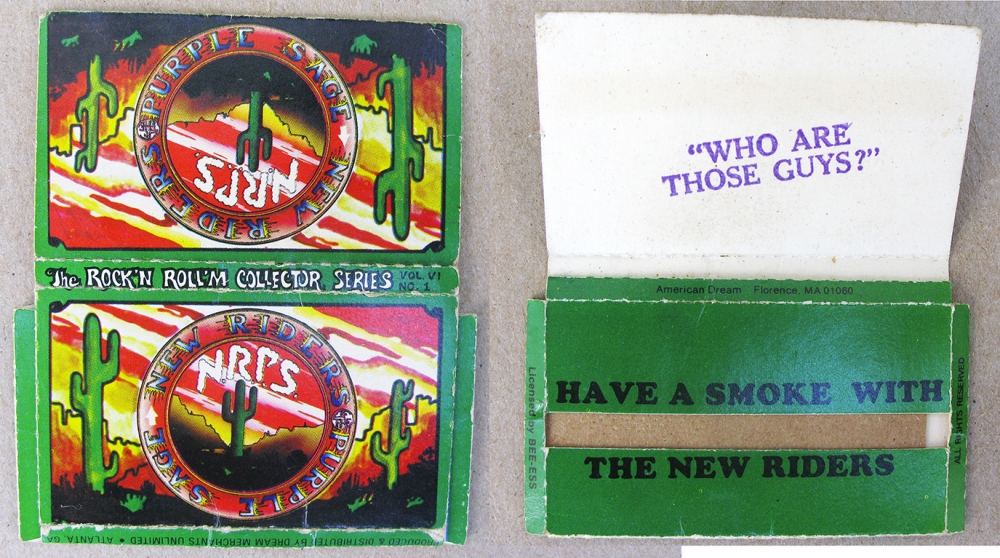 NEW RIDERS PURPLE SAGE
N.R.P.S.
The ROCK'N ROLL'M COLLECTOR SERIES VOL. VI
NO. 1
NEW RIDERS PURPLE SAGE
N.R.P.S.
PRODUCED & DISTRIBUTED BY DREAM MERCHANTS UNLIMITED • ATLANTA, GA.
"WHO ARE
THOSE GUYS?"
American Dream Florence, MA 01060
HAVE A SMOKE WITH
THE NEW RIDERS
Licensed by BEE-ESS
ALL RIGHTS RESERVED